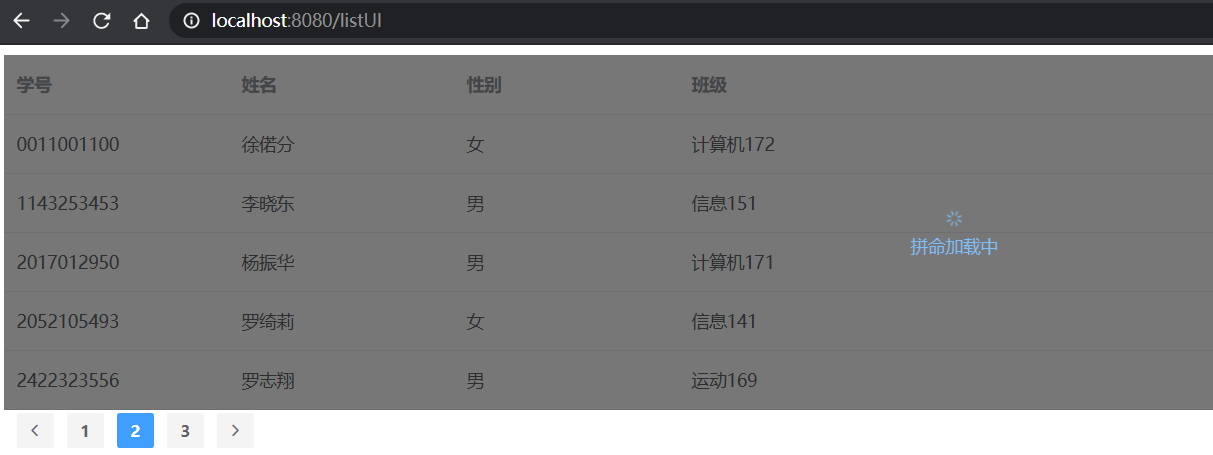 localhost:8080/listUI
学号 姓名 性别 班级
0011001100 徐偌分 女 计算机172
1143253453 李晓东 男 信息151
拼命加载中
2017012950 杨振华 男 计算机171
2052105493 罗绮莉 女 信息141
2422323556 罗志翔 男 运动169
1 2 3